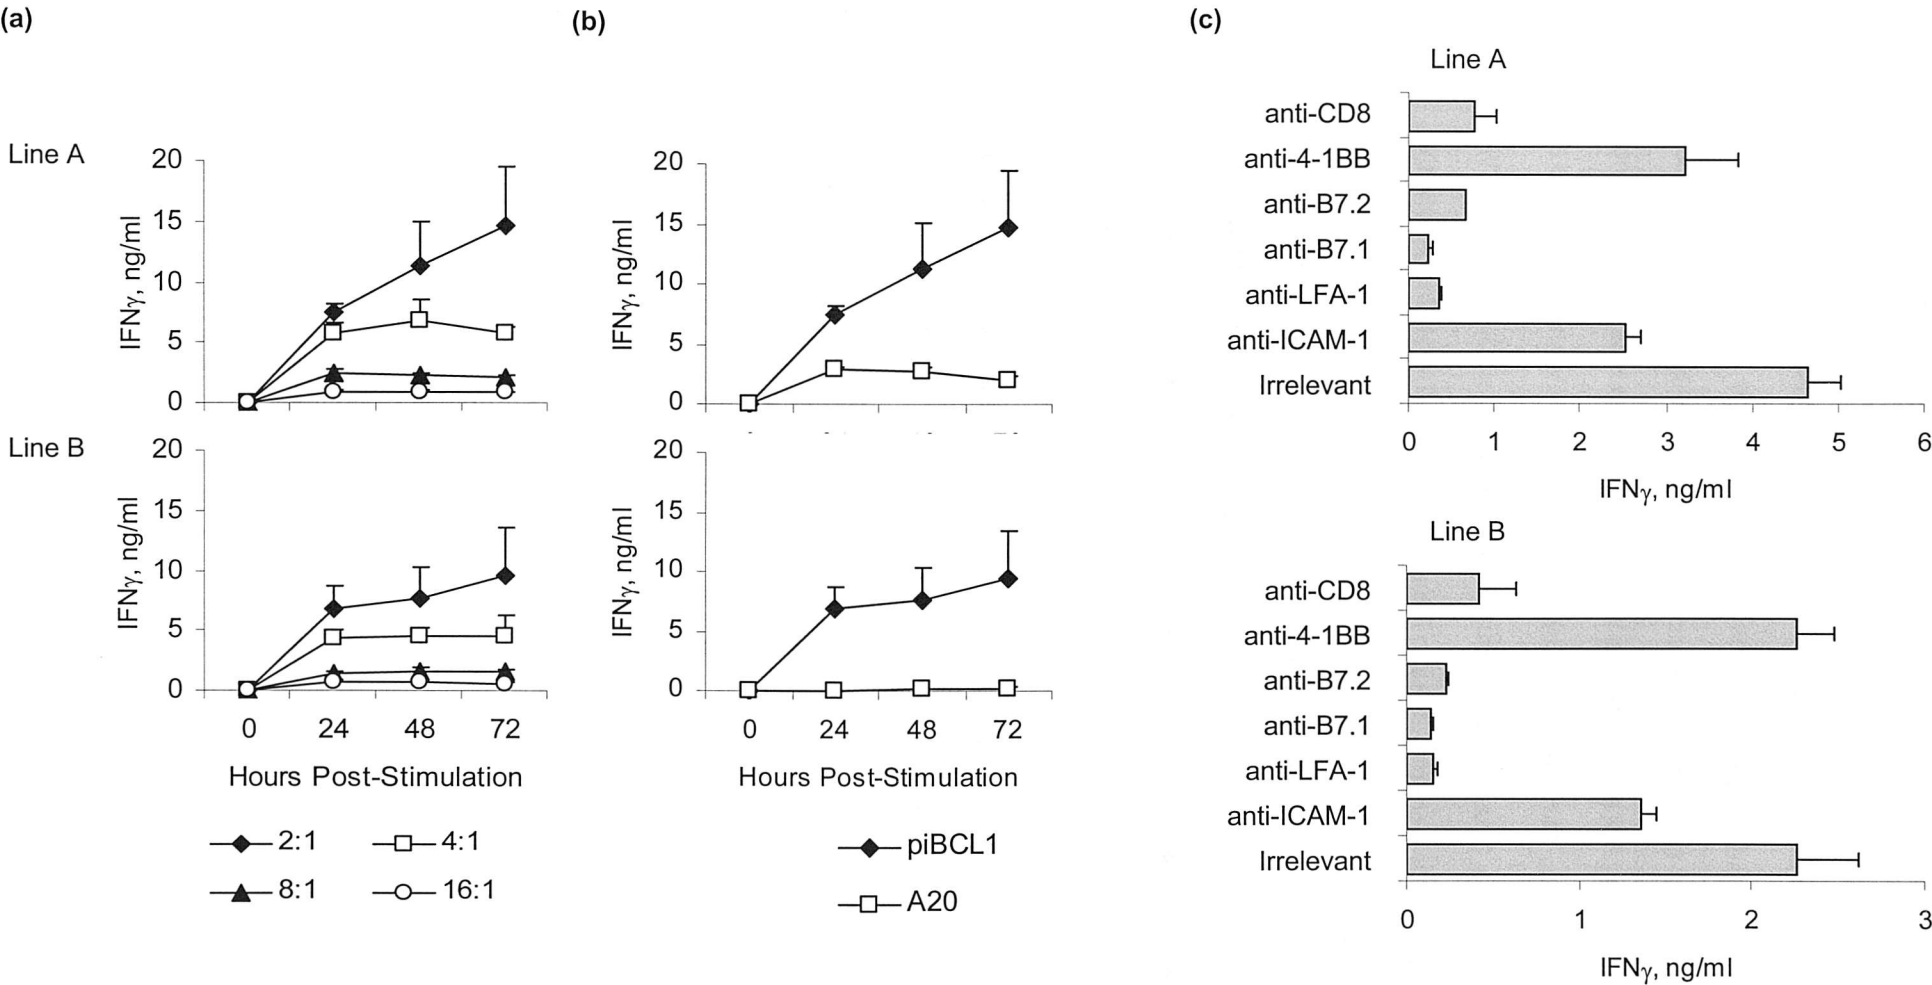 (a)
(b)
(c)
Line A
IFNγ, ng/ml
20
15
10
5
0
Line B
IFNγ, ng/ml
20
15
10
5
0
0 24 48 72
Hours Post-Stimulation
2:1 4:1
8:1 16:1
IFNγ, ng/ml
20
15
10
5
0
IFNγ, ng/ml
20
15
10
5
0
0 24 48 72
Hours Post-Stimulation
piBCL1
A20
Line A
anti-CD8
anti-4-1BB
anti-B7.2
anti-B7.1
anti-LFA-1
anti-ICAM-1
Irrelevant
0 1 2 3 4 5 6
IFNγ, ng/ml
Line B
anti-CD8
anti-4-1BB
anti-B7.2
anti-B7.1
anti-LFA-1
anti-ICAM-1
Irrelevant
0 1 2 3
IFNγ, ng/ml